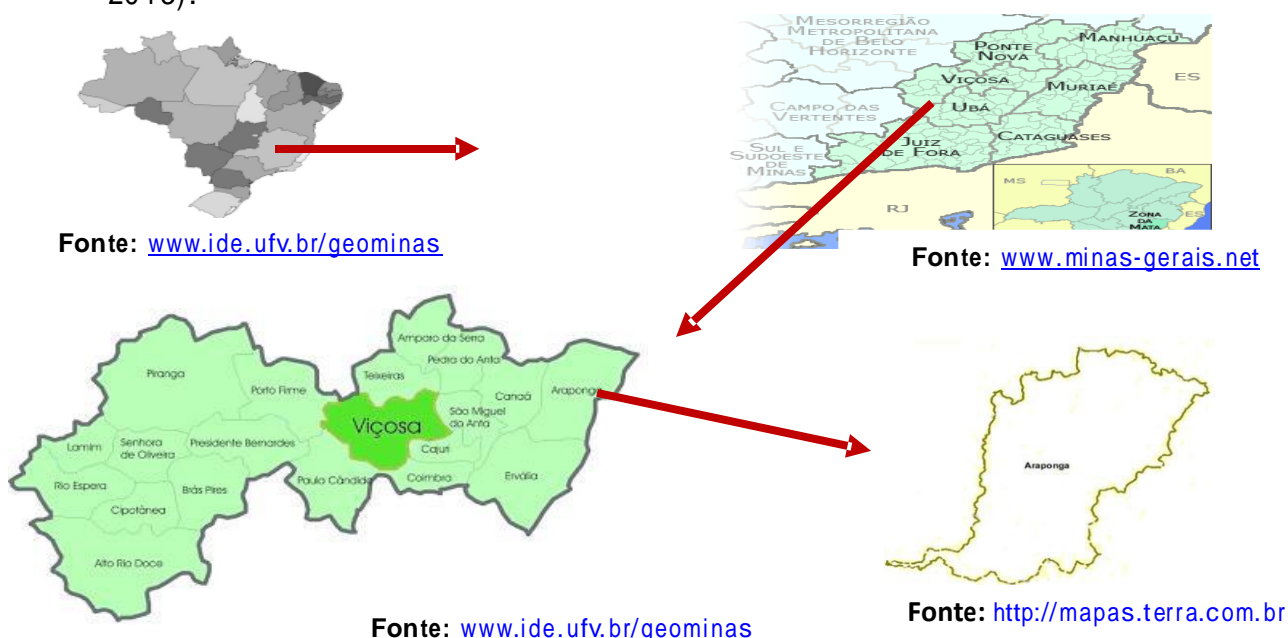 2018):
MESORREGIÃO
METROPOLITANA
DE BELO
HORIZONTE
PONTE
NOVA
MANHUAÇU
VIÇOSA
MURIAÉ
ES
CAMPO DAS
VERTENTES
UBÁ
CATAGUASES
SUL E
SUDOESTE
DE
MINAS
JUIZ
DE FORA
RJ
MS
BA
ZONA
DA
MATA
ES
Fonte: www.ide.ufv.br/geominas
Fonte: www.minas-gerais.net
Amparo da Serra
Pedra do Anta
Piranga
Teixeiras
Porto Firme
Canaã
Araponga
São Miguel
do Anta
Viçosa
Lamim
Senhora
de Oliveira
Presidente Bernardes
Cajuri
Rio Espera
Brás Pires
Paula Cândido
Coimbra
Ervália
Cipotânea
Alto Rio Doce
Araponga
Fonte: www.ide.ufv.br/geominas
Fonte: http://mapas.terra.com.br